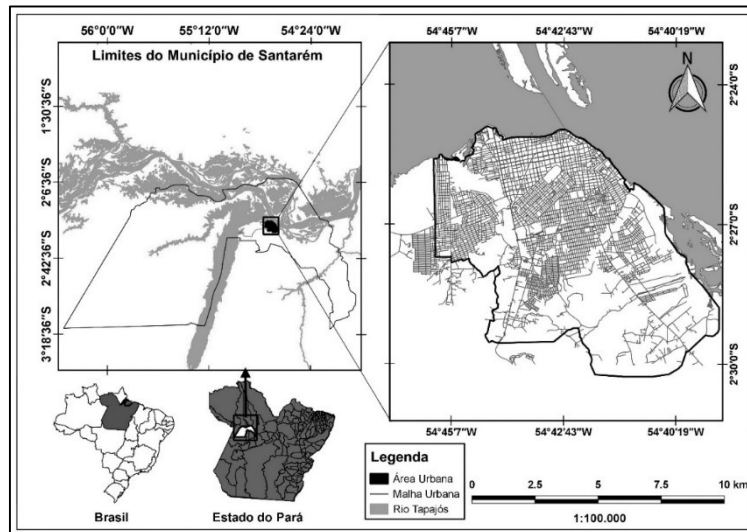 56°0'0"W 55°12'0"W 54°24'0"W
Limites do Município de Santarém
1°30'36"S
2°6'36"S
2°42'36"S
3°18'36"S
54°45'7"W 54°42'43"W 54°40'19"W
N
2°24'0"S
2°27'0"S
2°30'0"S
54°45'7"W 54°42'43"W 54°40'19"W
Brasil
Estado do Pará
Legenda
Área Urbana
Malha Urbana
Rio Tapajós
0 2.5 5 7.5 10 km
1:100.000